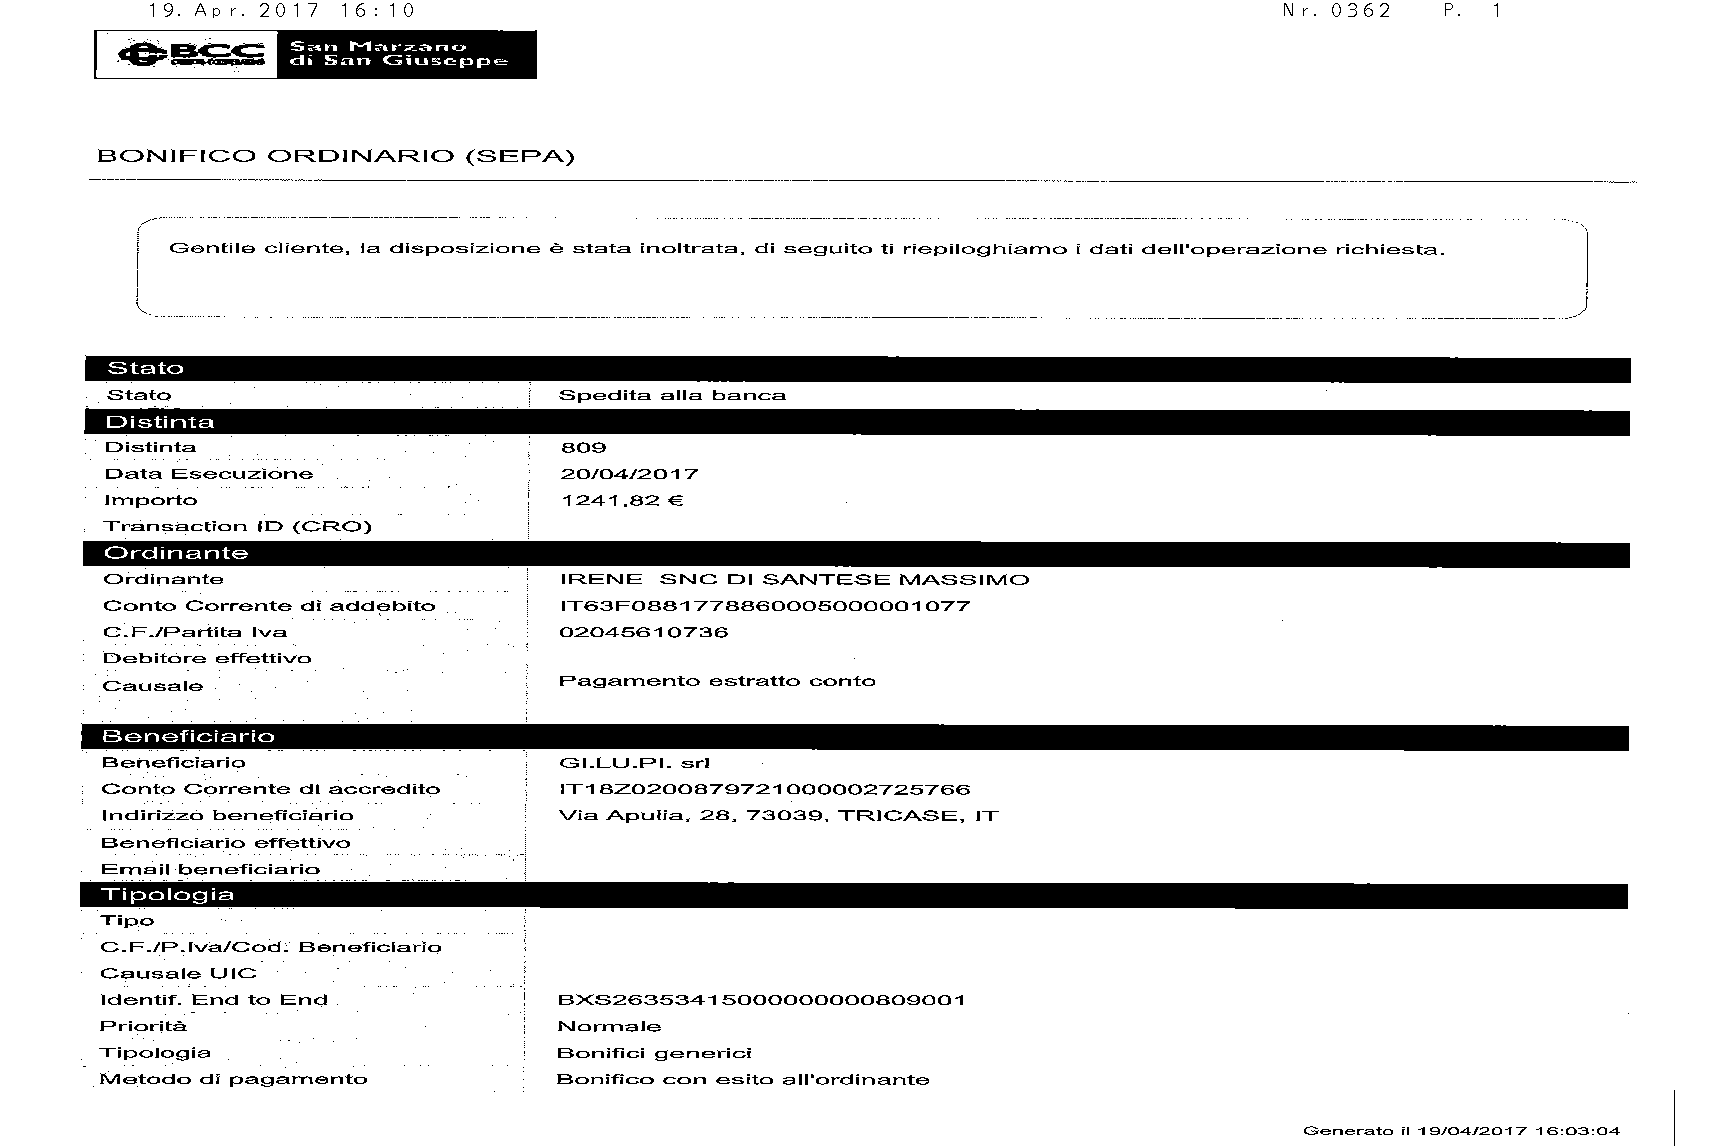 19. Apr. 2017 16:10 Nr. 0362 P. 1
BCC San Marzano
di San Giuseppe
BONIFICO ORDINARIO (SEPA)
Gentile cliente, la disposizione è stata inoltrata, di seguito ti riepiloghiamo i dati dell'operazione richiesta.
Stato
Stato Spedita alla banca
Distinta
Distinta 809
Data Esecuzione 20/04/2017
Importo 1241,82 €
Transaction ID (CRO)
Ordinante
Ordinante IRENE SNC DI SANTESE MASSIMO
Conto Corrente di addebito IT63F0881778860005000001077
C.F./Partita Iva 02045610736
Debitore effettivo
Causale Pagamento estratto conto
Beneficiario
Beneficiario GI.LU.PI. srl
Conto Corrente di accredito IT18Z0200879721000002725766
Indirizzo beneficiario Via Apulia, 28, 73039, TRICASE, IT
Beneficiario effettivo
Email beneficiario
Tipologia
Tipo
C.F./P.Iva/Cod. Beneficiario
Causale UIC
Identif. End to End BXS26353415000000000809001
Priorità Normale
Tipologia Bonifici generici
Metodo di pagamento Bonifico con esito all'ordinante
Generato il 19/04/2017 16:03:04